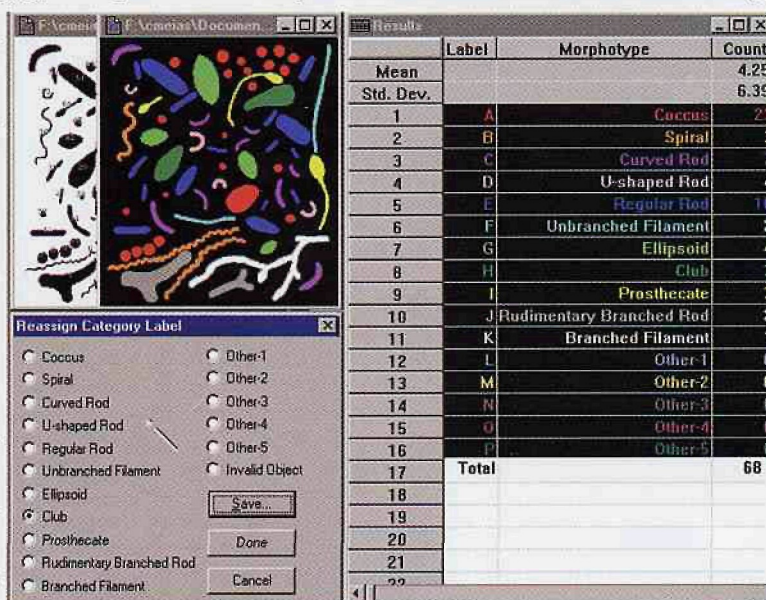 F:\cmeias\Documen...
Results
Label Morphotype Count
Mean 4.25
Std. Dev. 6.39
1 A Coccus 2
2 B Spiral
3 C Curved Rod
4 D U-shaped Rod
5 E Regular Rod 1
6 F Unbranched Filament
7 G Ellipsoid
8 H Club
9 I Prosthecate
10 J Rudimentary Branched Rod
11 K Branched Filament
12 L Other-1
13 M Other-2
14 N Other-3
15 O Other-4
16 P Other-5
17 Total 68
18
19
20
21
22
Reassign Category Label
Coccus
Spiral
Curved Rod
U-shaped Rod
Regular Rod
Unbranched Filament
Ellipsoid
Club
Prosthecate
Rudimentary Branched Rod
Branched Filament
Other-1
Other-2
Other-3
Other-4
Other-5
Invalid Object
Save...
Done
Cancel